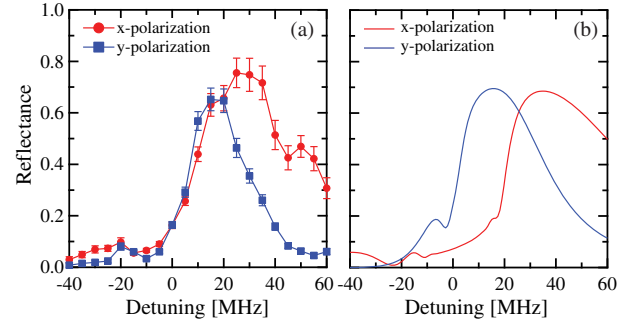 1.0
0.8
0.6
0.4
0.2
0.0
Reflectance
x-polarization
y-polarization
(a)
-40 -20 0 20 40 60
Detuning [MHz]
x-polarization
y-polarization
(b)
-40 -20 0 20 40 60
Detuning [MHz]